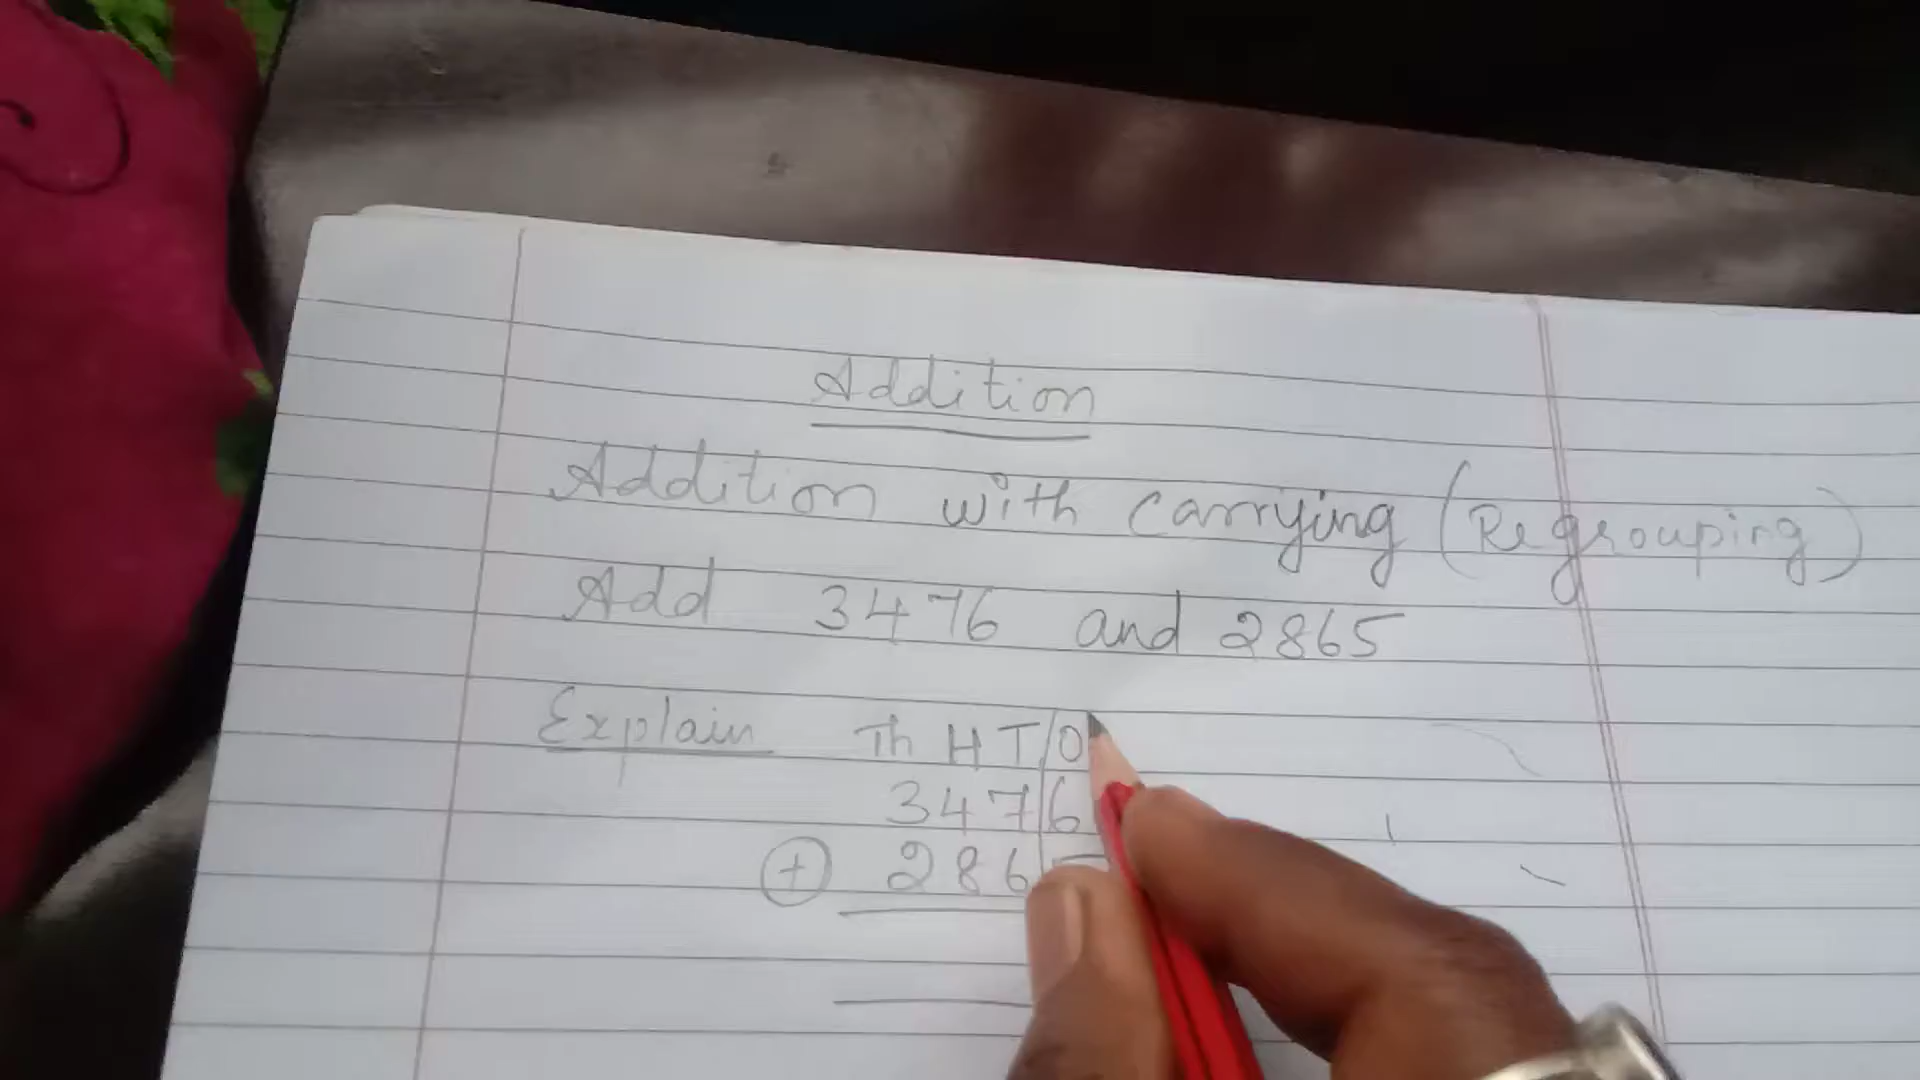 Addition
Addition with carrying (Regrouping)
Add 3476 and 2865
Explain Th H T O
3476
+ 286